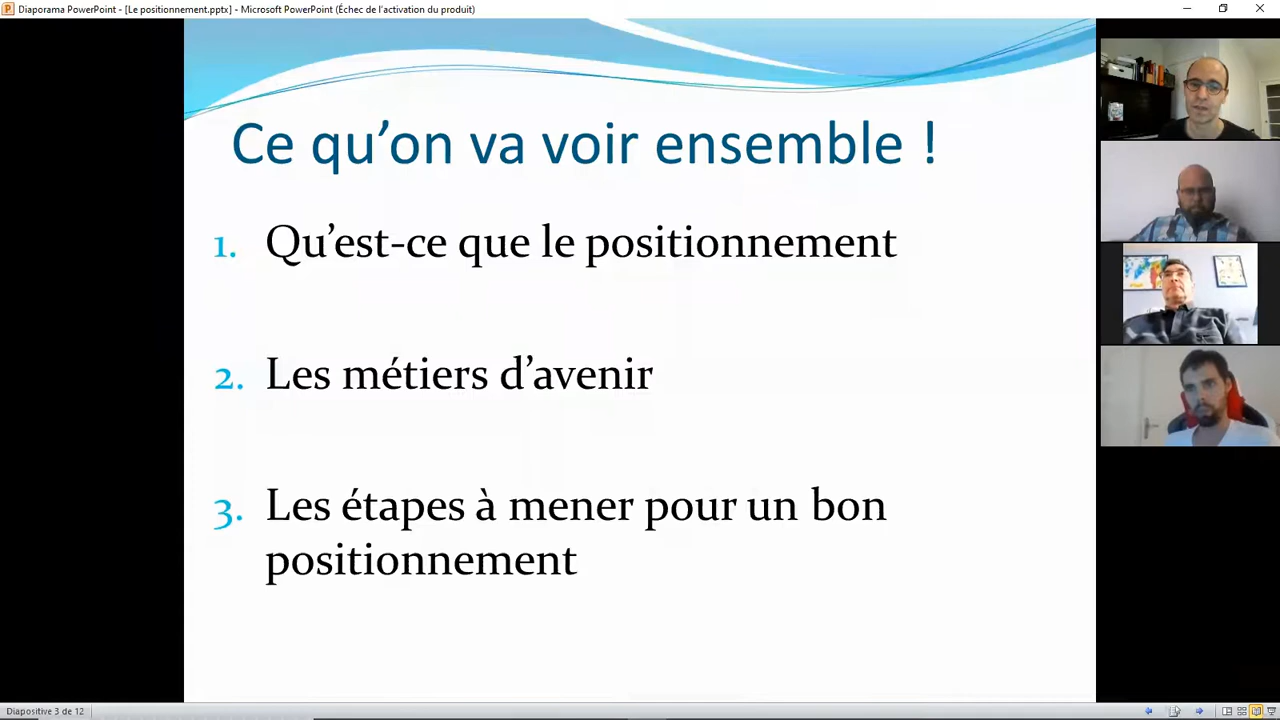 Diaporama PowerPoint - [Le positionnement.pptx] - Microsoft PowerPoint (Échec de l'activation du produit)
Ce qu’on va voir ensemble !
1. Qu’est-ce que le positionnement
2. Les métiers d’avenir
3. Les étapes à mener pour un bon
positionnement
Diapositive 3 de 12